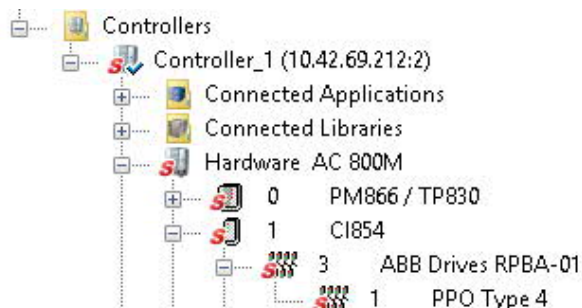 Controllers
Controller_1 (10.42.69.212:2)
Connected Applications
Connected Libraries
Hardware AC 800M
0 PM866 / TP830
1 CI854
3 ABB Drives RPBA-01
1 PPO Type 4